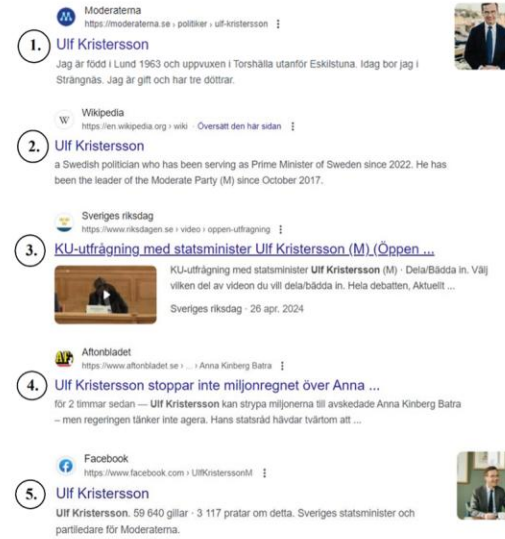 Moderaterna
https://moderaterna.se › politiker › ulf-kristersson
1.
Ulf Kristersson
Jag är född i Lund 1963 och uppvuxen i Torshälla utanför Eskilstuna. Idag bor jag i
Strängnäs. Jag är gift och har tre döttrar.
W
Wikipedia
https://en.wikipedia.org › wiki · Översätt den här sidan
2.
Ulf Kristersson
a Swedish politician who has been serving as Prime Minister of Sweden since 2022. He has
been the leader of the Moderate Party (M) since October 2017.
Sveriges riksdag
https://www.riksdagen.se › video › oppen-utfragning
3.
KU-utfrågning med statsminister Ulf Kristersson (M) (Öppen ...
KU-utfrågning med statsminister Ulf Kristersson (M) · Dela/Bädda in. Välj
vilken del av videon du vill dela/bädda in. Hela debatten, Aktuellt ...
Sveriges riksdag · 26 apr. 2024
AF
Aftonbladet
https://www.aftonbladet.se › ... › Anna Kinberg Batra
4.
Ulf Kristersson stoppar inte miljonregnet över Anna ...
för 2 timmar sedan — Ulf Kristersson kan strypa miljonerna till avskedade Anna Kinberg Batra
– men regeringen tänker inte agera. Hans statsråd hävdar tvärtom att ...
Facebook
https://www.facebook.com › UlfKristerssonM
5.
Ulf Kristersson
Ulf Kristersson. 59 640 gillar · 3 117 pratar om detta. Sveriges statsminister och
partiledare för Moderaterna.